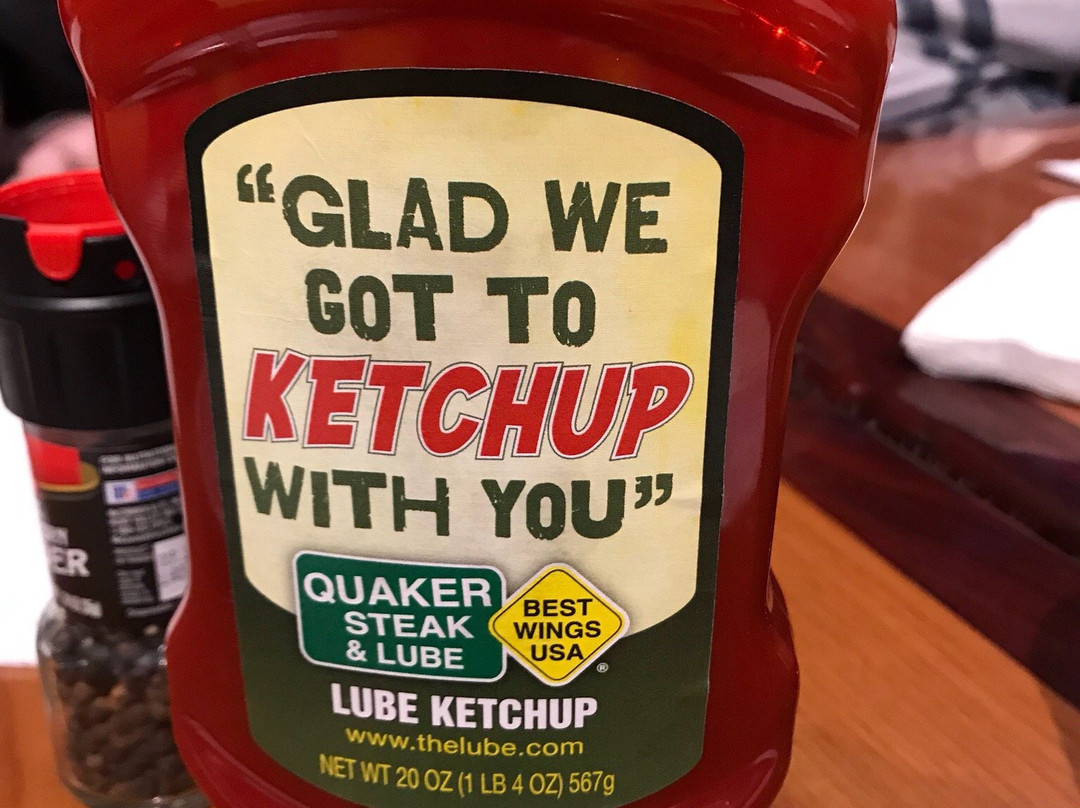 “GLAD WE
GOT TO
KETCHUP
WITH YOU”
QUAKER
STEAK
& LUBE
BEST
WINGS
USA
®
LUBE KETCHUP
www.thelube.com
NET WT 20 OZ (1 LB 4 OZ) 567g